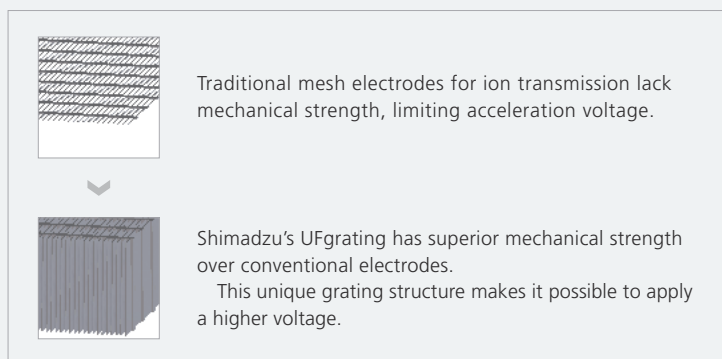 Traditional mesh electrodes for ion transmission lack
mechanical strength, limiting acceleration voltage.
Shimadzu's UFgrating has superior mechanical strength
over conventional electrodes.
This unique grating structure makes it possible to apply
a higher voltage.